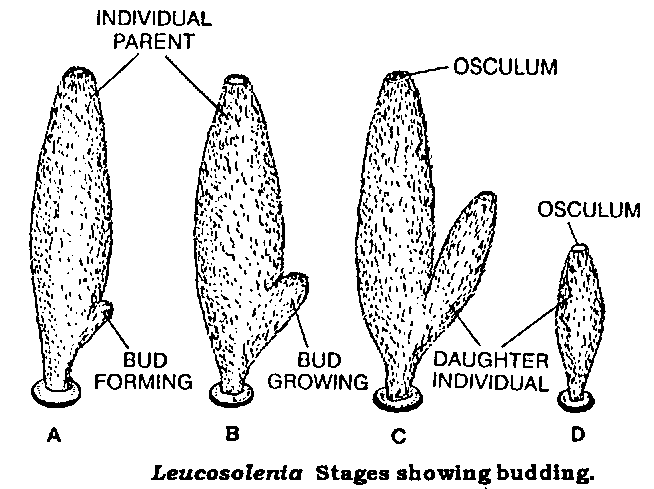 INDIVIDUAL
PARENT
OSCULUM
OSCULUM
BUD
FORMING
BUD
GROWING
DAUGHTER
INDIVIDUAL
A
B
C
D
Leucosolenia Stages showing budding.